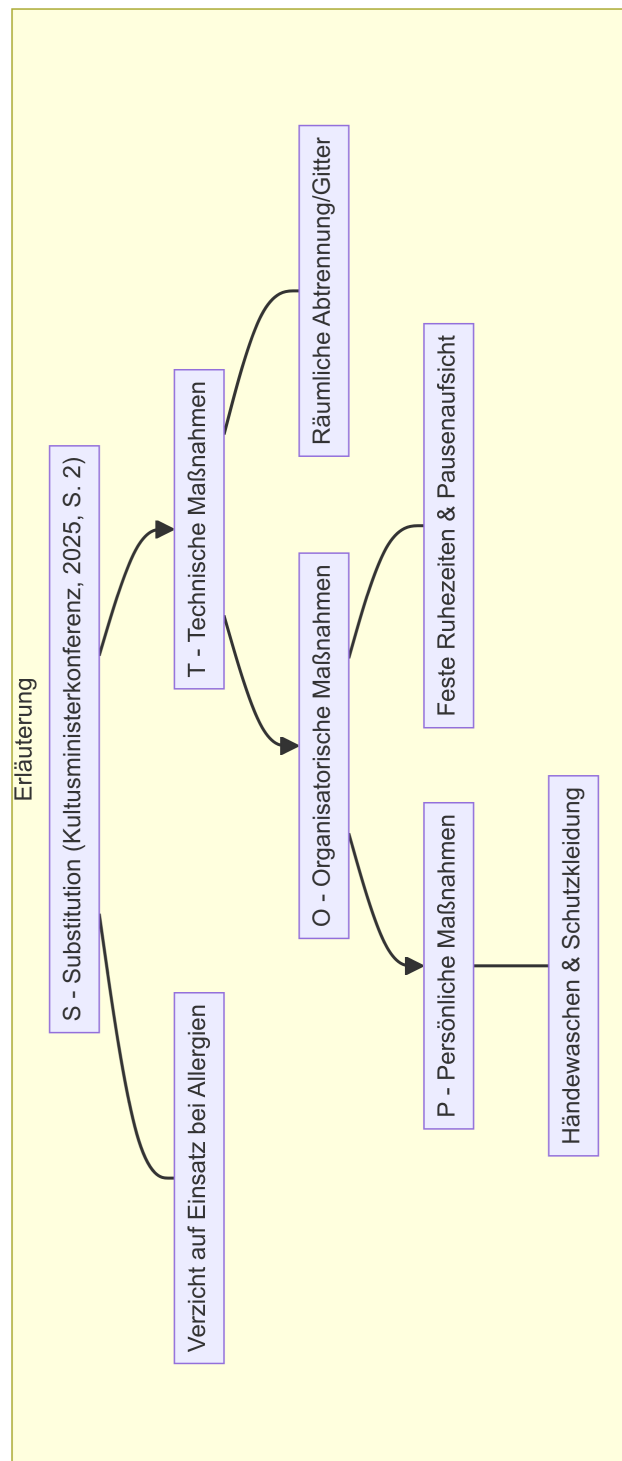 Erläuterung
S - Substitution (Kultusministerkonferenz, 2025, S. 2)
Verzicht auf Einsatz bei Allergien
T - Technische Maßnahmen
O - Organisatorische Maßnahmen
Räumliche Abtrennung/Gitter
P - Persönliche Maßnahmen
Feste Ruhezeiten & Pausenaufsicht
Händewaschen & Schutzkleidung